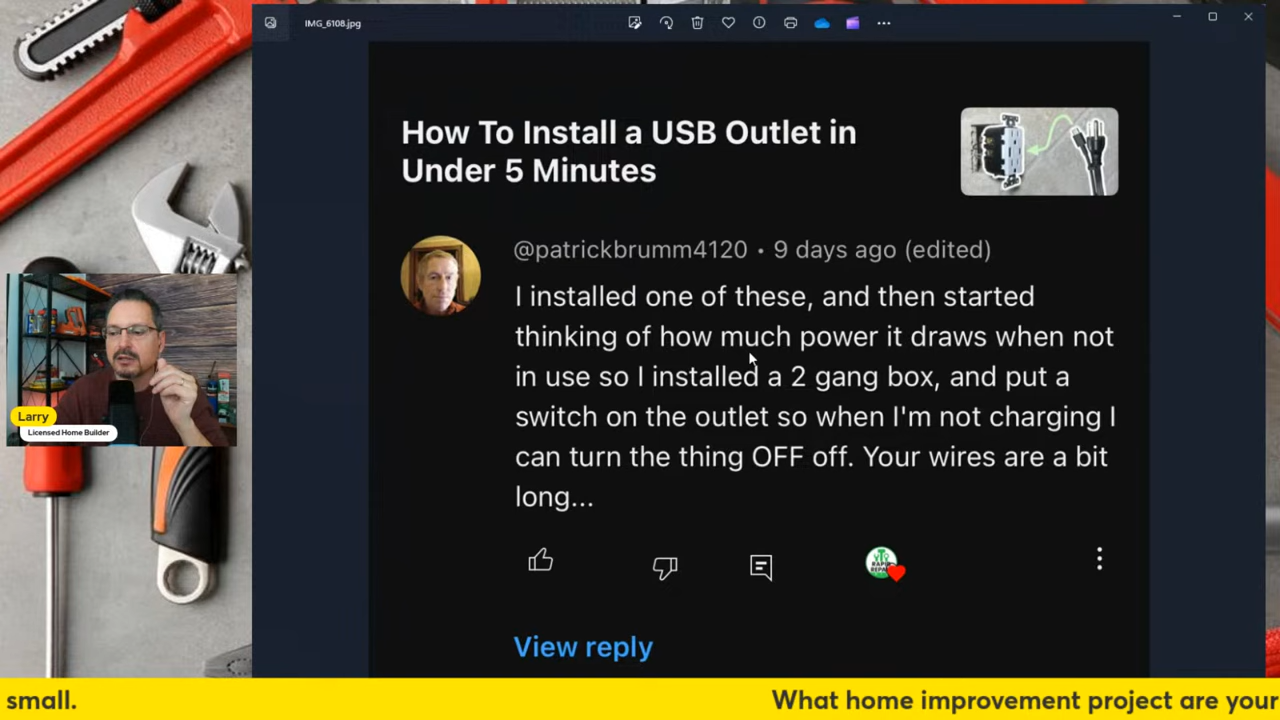 IMG_6108.jpg
How To Install a USB Outlet in
Under 5 Minutes
@patrickbrumm4120 • 9 days ago (edited)
I installed one of these, and then started
thinking of how much power it draws when not
in use so I installed a 2 gang box, and put a
switch on the outlet so when I'm not charging I
can turn the thing OFF off. Your wires are a bit
long...
View reply
Larry
Licensed Home Builder
small.
What home improvement project are your